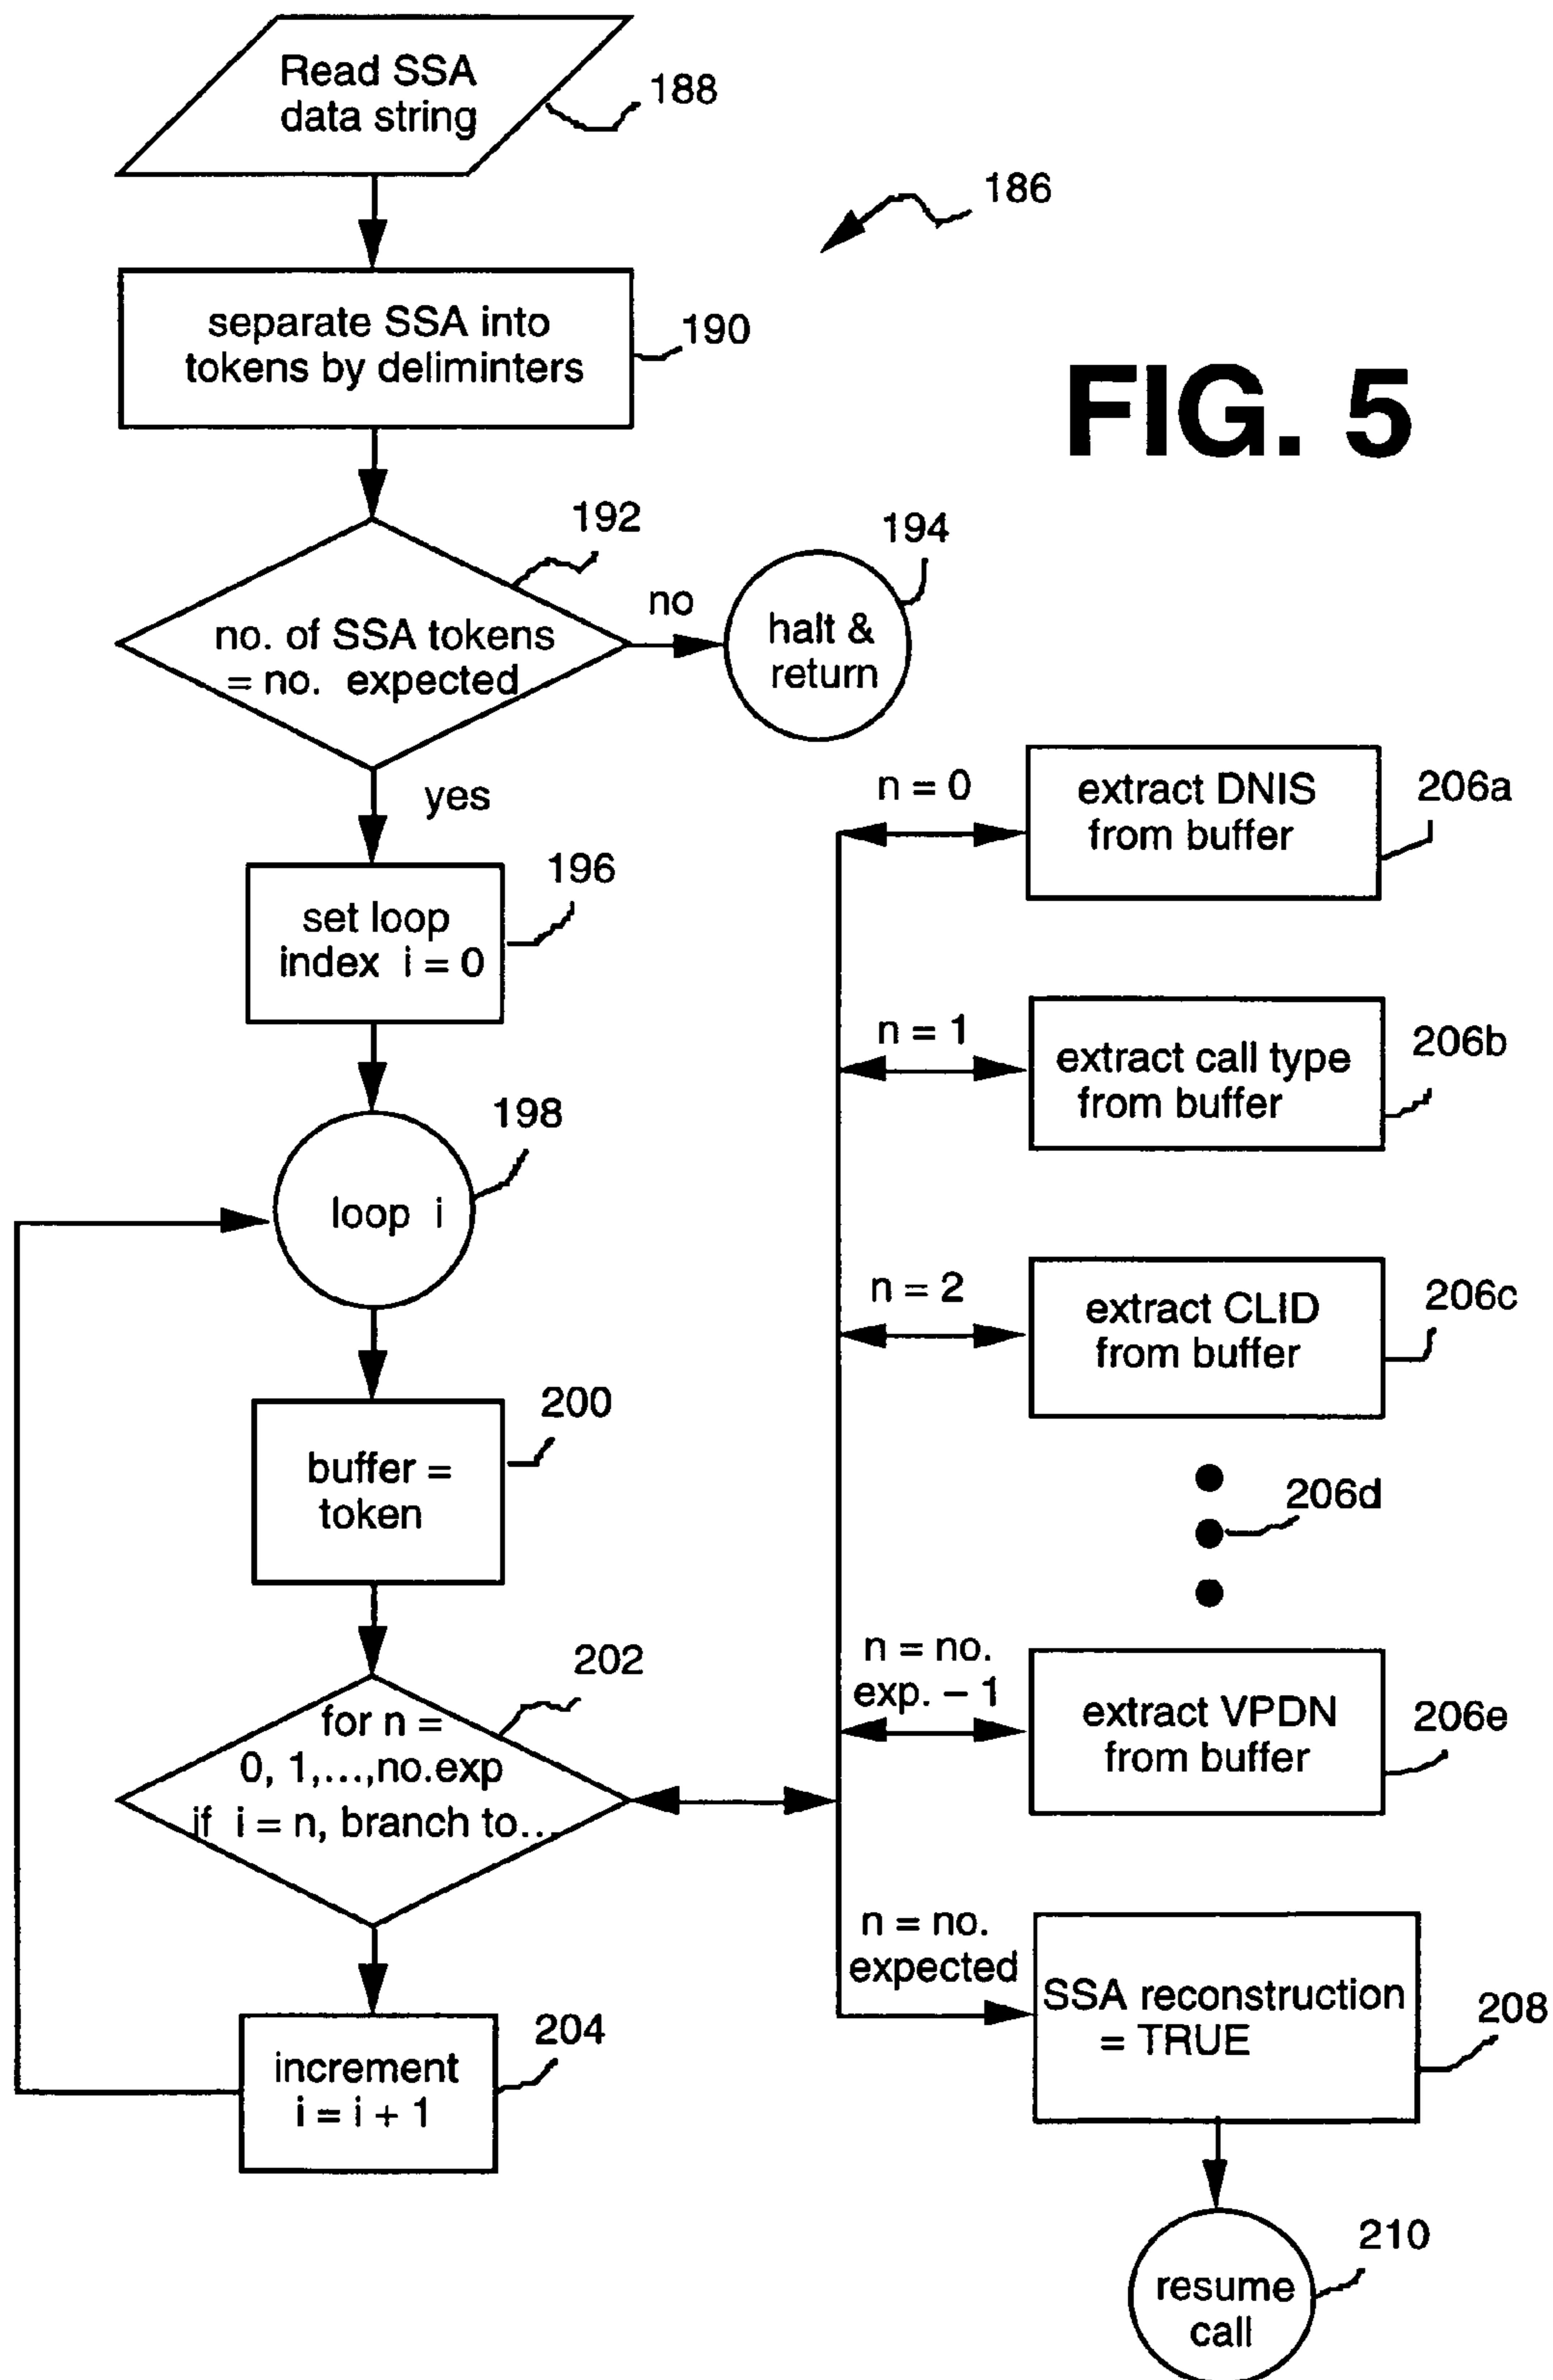 Read SSA
data string
188
186
separate SSA into
tokens by deliminters
190
FIG. 5
192
no. of SSA tokens
= no. expected
no
194
halt &
return
yes
196
set loop
index i = 0
198
loop i
200
buffer =
token
202
for n =
0, 1,...,no.exp
if i = n, branch to...
204
increment
i = i + 1
n = 0
extract DNIS
from buffer
206a
n = 1
extract call type
from buffer
206b
n = 2
extract CLID
from buffer
206c
206d
n = no.
exp. – 1
extract VPDN
from buffer
206e
n = no.
expected
SSA reconstruction
= TRUE
208
210
resume
call